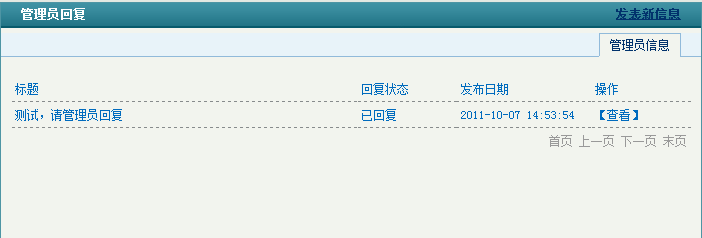 管理员回复 发表新信息
管理员信息
标题 回复状态 发布日期 操作
测试，请管理员回复 已回复 2011-10-07 14:53:54 【查看】
首页 上一页 下一页 末页